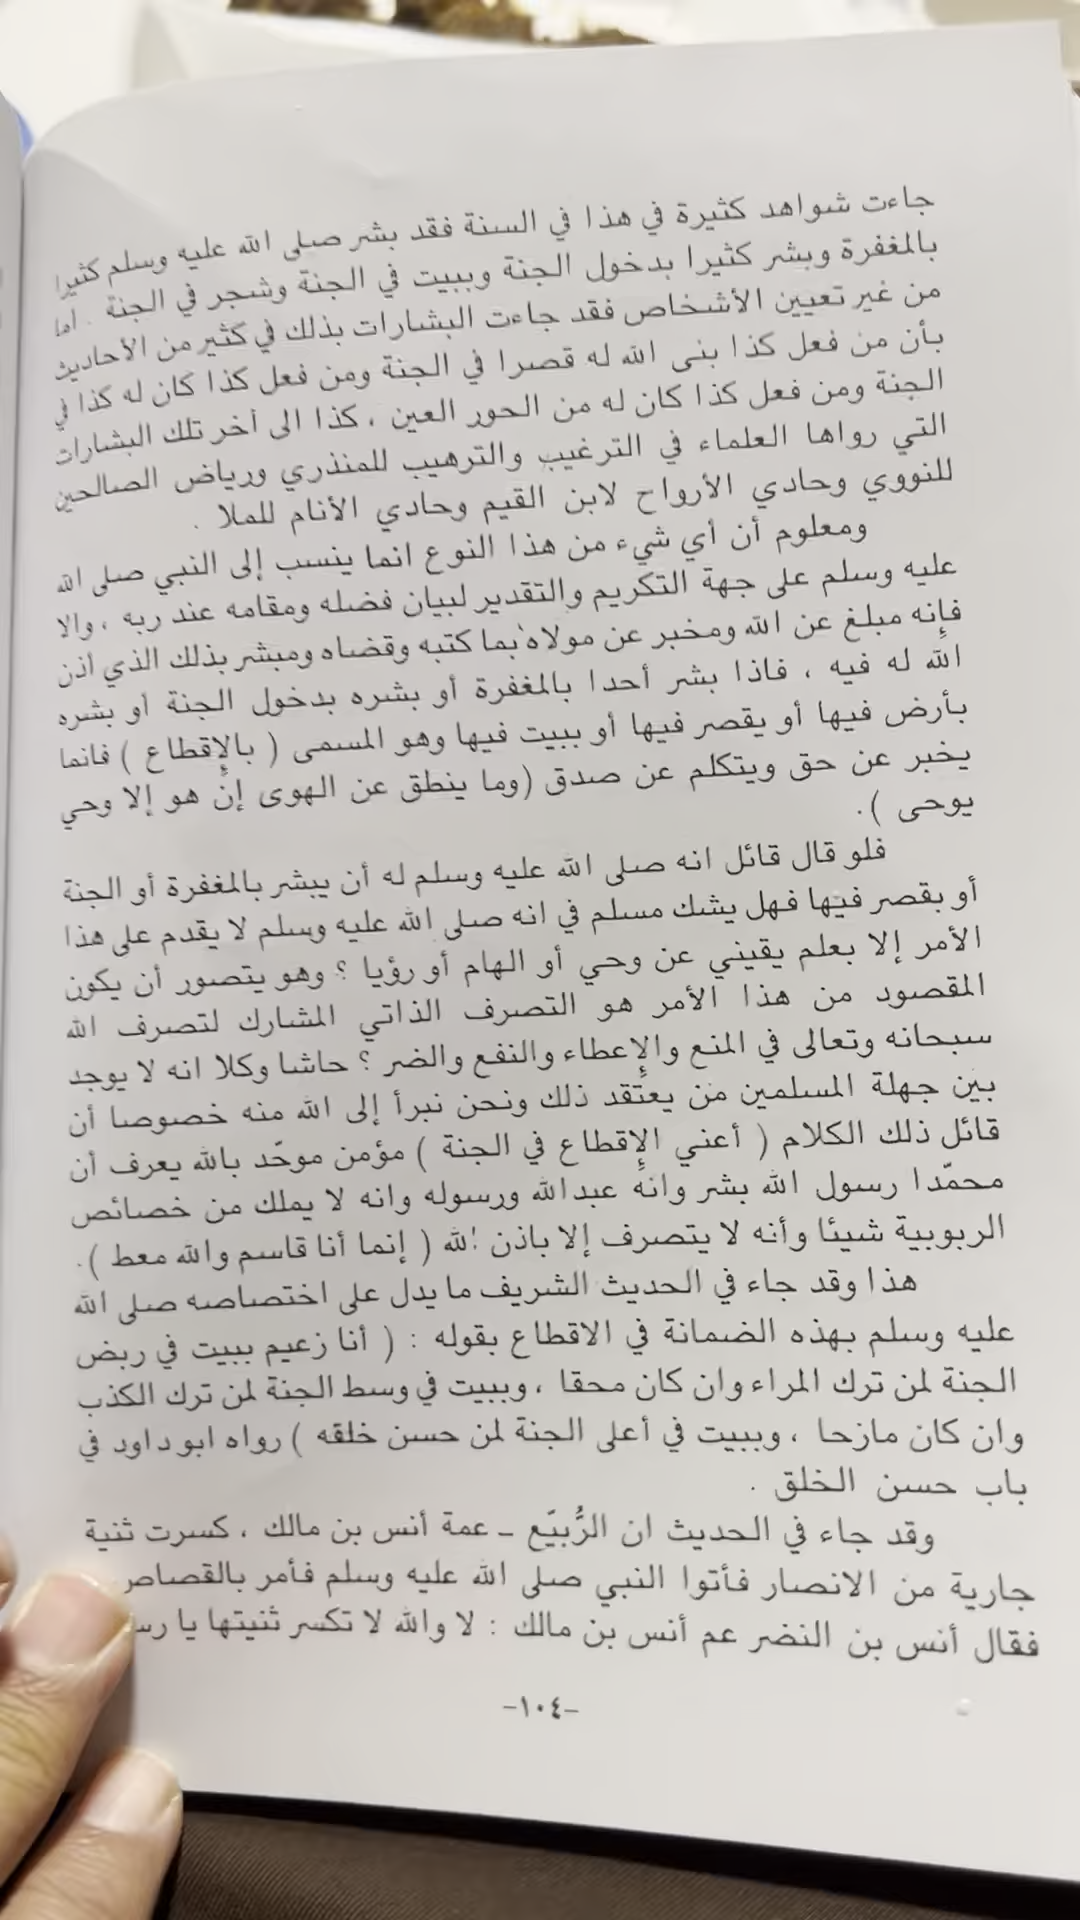 جاءت شواهد كثيرة في هذا في السنة فقد بشر صلى الله عليه وسلم كثيرا
بالمغفرة وبشر كثيرا بدخول الجنة وببيت في الجنة وشجر في الجنة . أما
من غير تعيين الأشخاص فقد جاءت البشارات بذلك في كثير من الأحاديث
بأن من فعل كذا بنى الله له قصرا في الجنة ومن فعل كذا كان له كذا في
الجنة ومن فعل كذا كان له من الحور العين ، كذا الى أخر تلك البشارات
التي رواها العلماء في الترغيب والترهيب للمنذري ورياض الصالحين
للنووي وحادي الأرواح لابن القيم وحادي الأنام للملا .
ومعلوم أن أي شيء من هذا النوع انما ينسب إلى النبي صلى الله
عليه وسلم على جهة التكريم والتقدير لبيان فضله ومقامه عند ربه ، والا
فإنه مبلغ عن الله ومخبر عن مولاه بما كتبه وقضاه ومبشر بذلك الذي أذن
الله له فيه ، فاذا بشر أحدا بالمغفرة أو بشره بدخول الجنة أو بشره
بأرض فيها أو يقصر فيها أو ببيت فيها وهو المسمى ( بالإقطاع ) فانما
يخبر عن حق ويتكلم عن صدق (وما ينطق عن الهوى إن هو إلا وحي
يوحى ).
فلو قال قائل انه صلى الله عليه وسلم له أن يبشر بالمغفرة أو الجنة
أو بقصر فيها فهل يشك مسلم في انه صلى الله عليه وسلم لا يقدم على هذا
الأمر إلا بعلم يقيني عن وحي أو الهام أو رؤيا ؟ وهو يتصور أن يكون
المقصود من هذا الأمر هو التصرف الذاتي المشارك لتصرف الله
سبحانه وتعالى في المنع والإعطاء والنفع والضر ؟ حاشا وكلا انه لا يوجد
بين جهلة المسلمين من يعتقد ذلك ونحن نبرأ إلى الله منه خصوصا أن
قائل ذلك الكلام ( أعني الإقطاع في الجنة ) مؤمن موحّد بالله يعرف أن
محمّدا رسول الله بشر وانه عبدالله ورسوله وانه لا يملك من خصائص
الربوبية شيئا وأنه لا يتصرف إلا باذن الله ( إنما أنا قاسم والله معط ).
هذا وقد جاء في الحديث الشريف ما يدل على اختصاصه صلى الله
عليه وسلم بهذه الضمانة في الاقطاع بقوله : ( أنا زعيم ببيت في ربض
الجنة لمن ترك المراء وان كان محقا ، وببيت في وسط الجنة لمن ترك الكذب
وان كان مازحا ، وببيت في أعلى الجنة لمن حسن خلقه ) رواه ابو داود في
باب حسن الخلق .
وقد جاء في الحديث ان الرُّبيّع – عمة أنس بن مالك ، كسرت ثنية
جارية من الانصار فأتوا النبي صلى الله عليه وسلم فأمر بالقصاص
فقال أنس بن النضر عم أنس بن مالك : لا والله لا تكسر ثنيتها يا
-١٠٤-